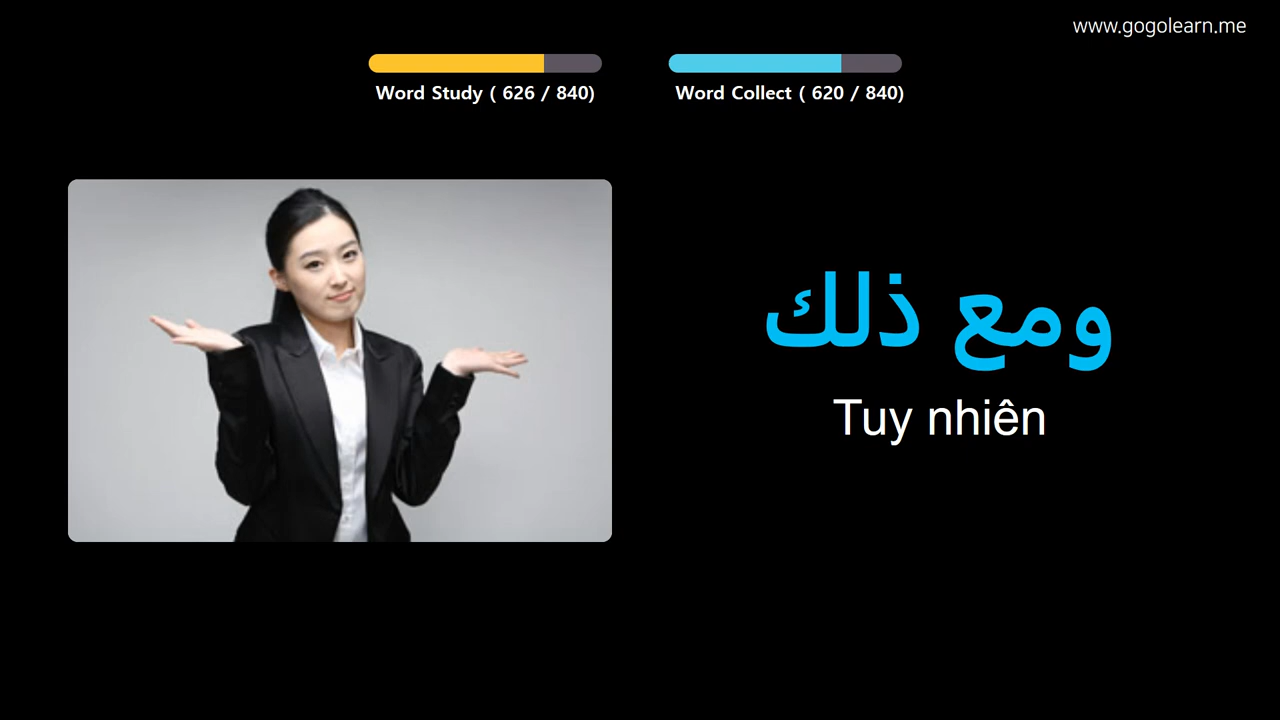 www.gogolearn.me
Word Study ( 626 / 840)
Word Collect ( 620 / 840)
ومع ذلك
Tuy nhiên